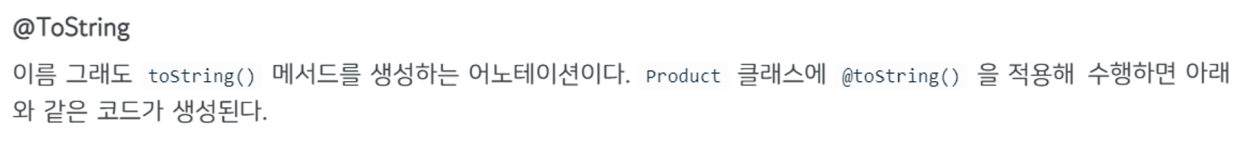 @ToString
이름 그래도 toString() 메서드를 생성하는 어노테이션이다. Product 클래스에 @toString() 을 적용해 수행하면 아래
와 같은 코드가 생성된다.